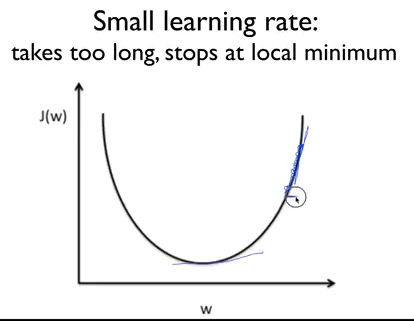 Small learning rate:
takes too long, stops at local minimum
J(w)
w